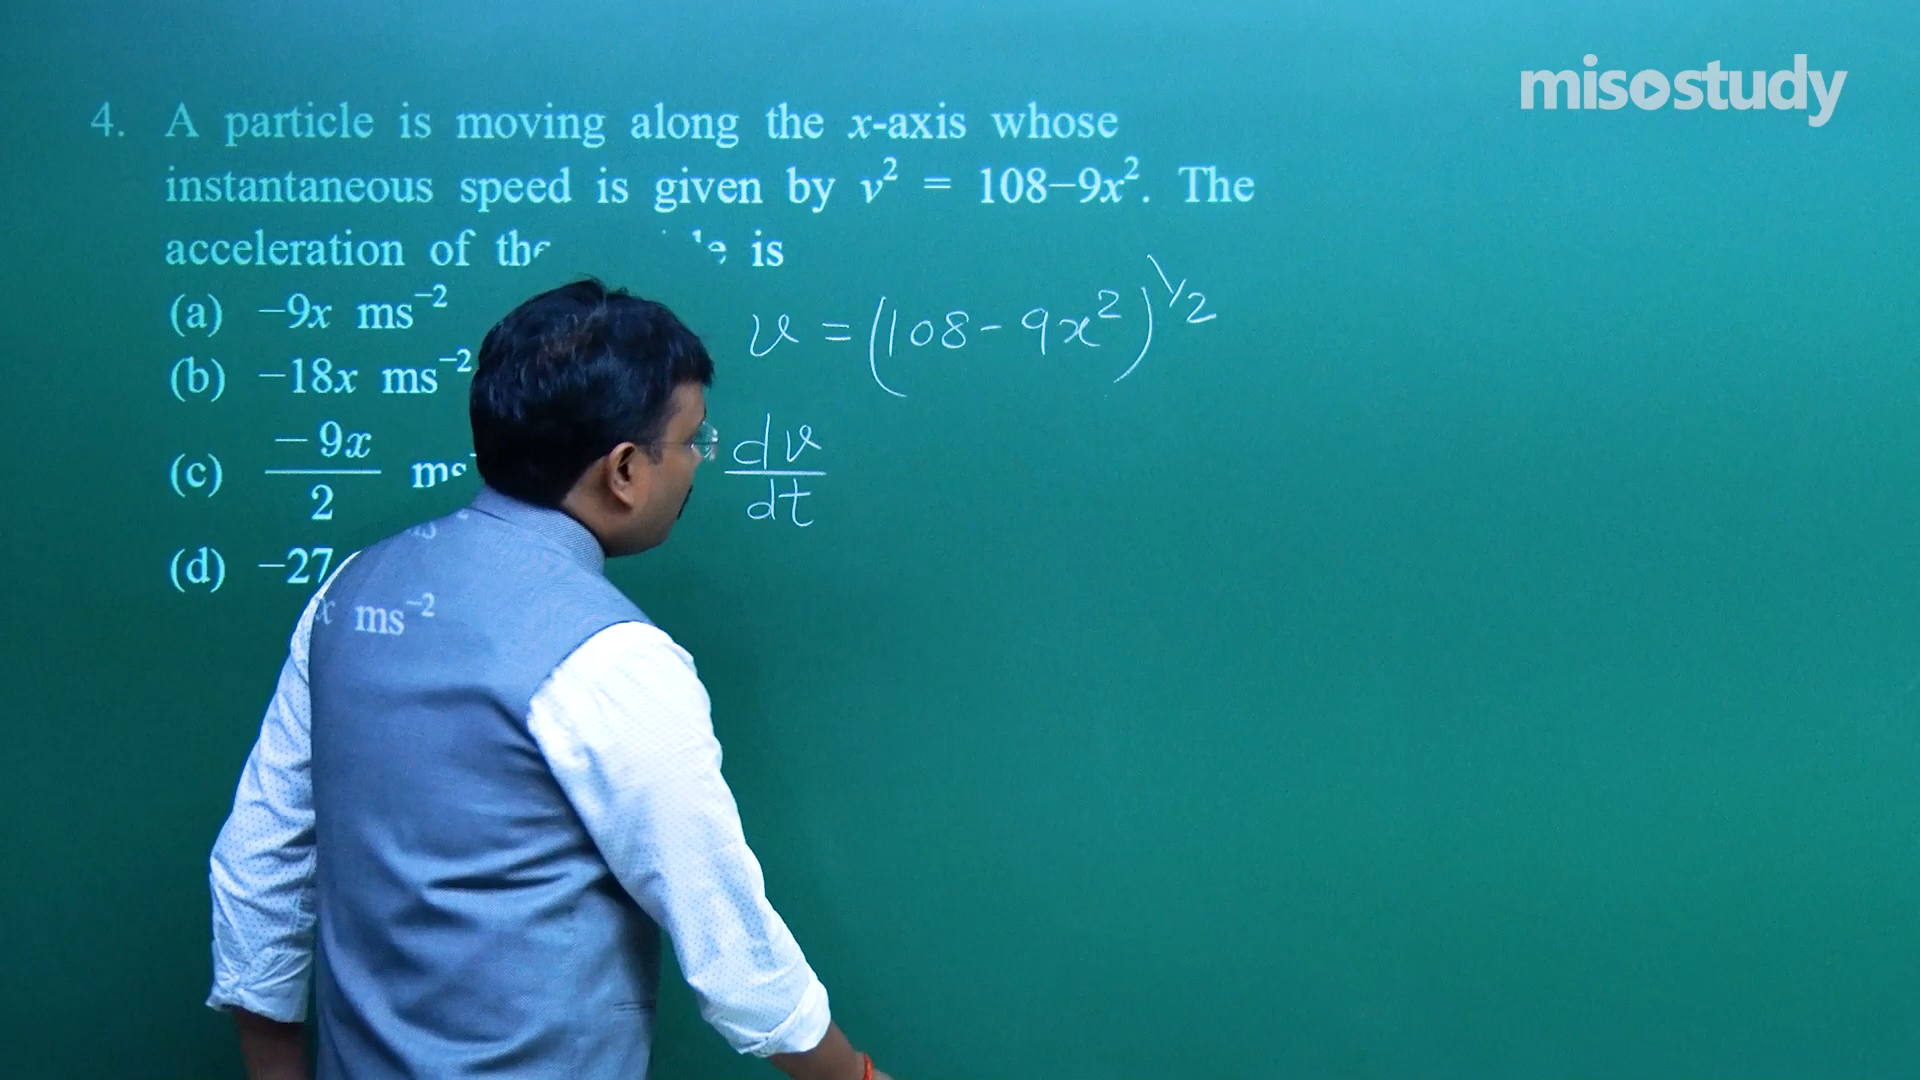 misostudy
4. A particle is moving along the x-axis whose
instantaneous speed is given by v² = 108−9x². The
acceleration of the is
(a) −9x ms⁻²
(b) −18x ms⁻²
(c) −9x/2
(d) −27x ms⁻²
v = (108-9x²)^1/2
dv/dt